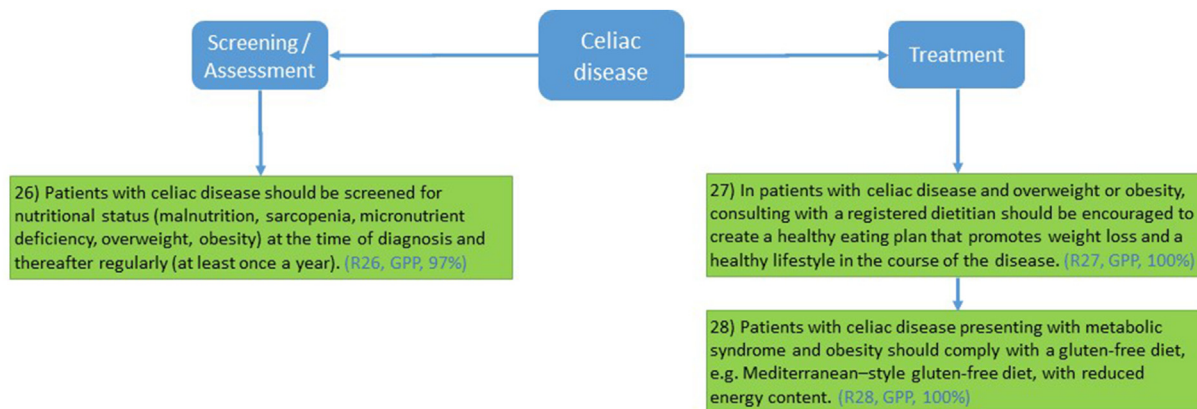 Celiac
disease
Screening /
Assessment
Treatment
26) Patients with celiac disease should be screened for
nutritional status (malnutrition, sarcopenia, micronutrient
deficiency, overweight, obesity) at the time of diagnosis and
thereafter regularly (at least once a year). (R26, GPP, 97%)
27) In patients with celiac disease and overweight or obesity,
consulting with a registered dietitian should be encouraged to
create a healthy eating plan that promotes weight loss and a
healthy lifestyle in the course of the disease. (R27, GPP, 100%)
28) Patients with celiac disease presenting with metabolic
syndrome and obesity should comply with a gluten-free diet,
e.g. Mediterranean–style gluten-free diet, with reduced
energy content. (R28, GPP, 100%)